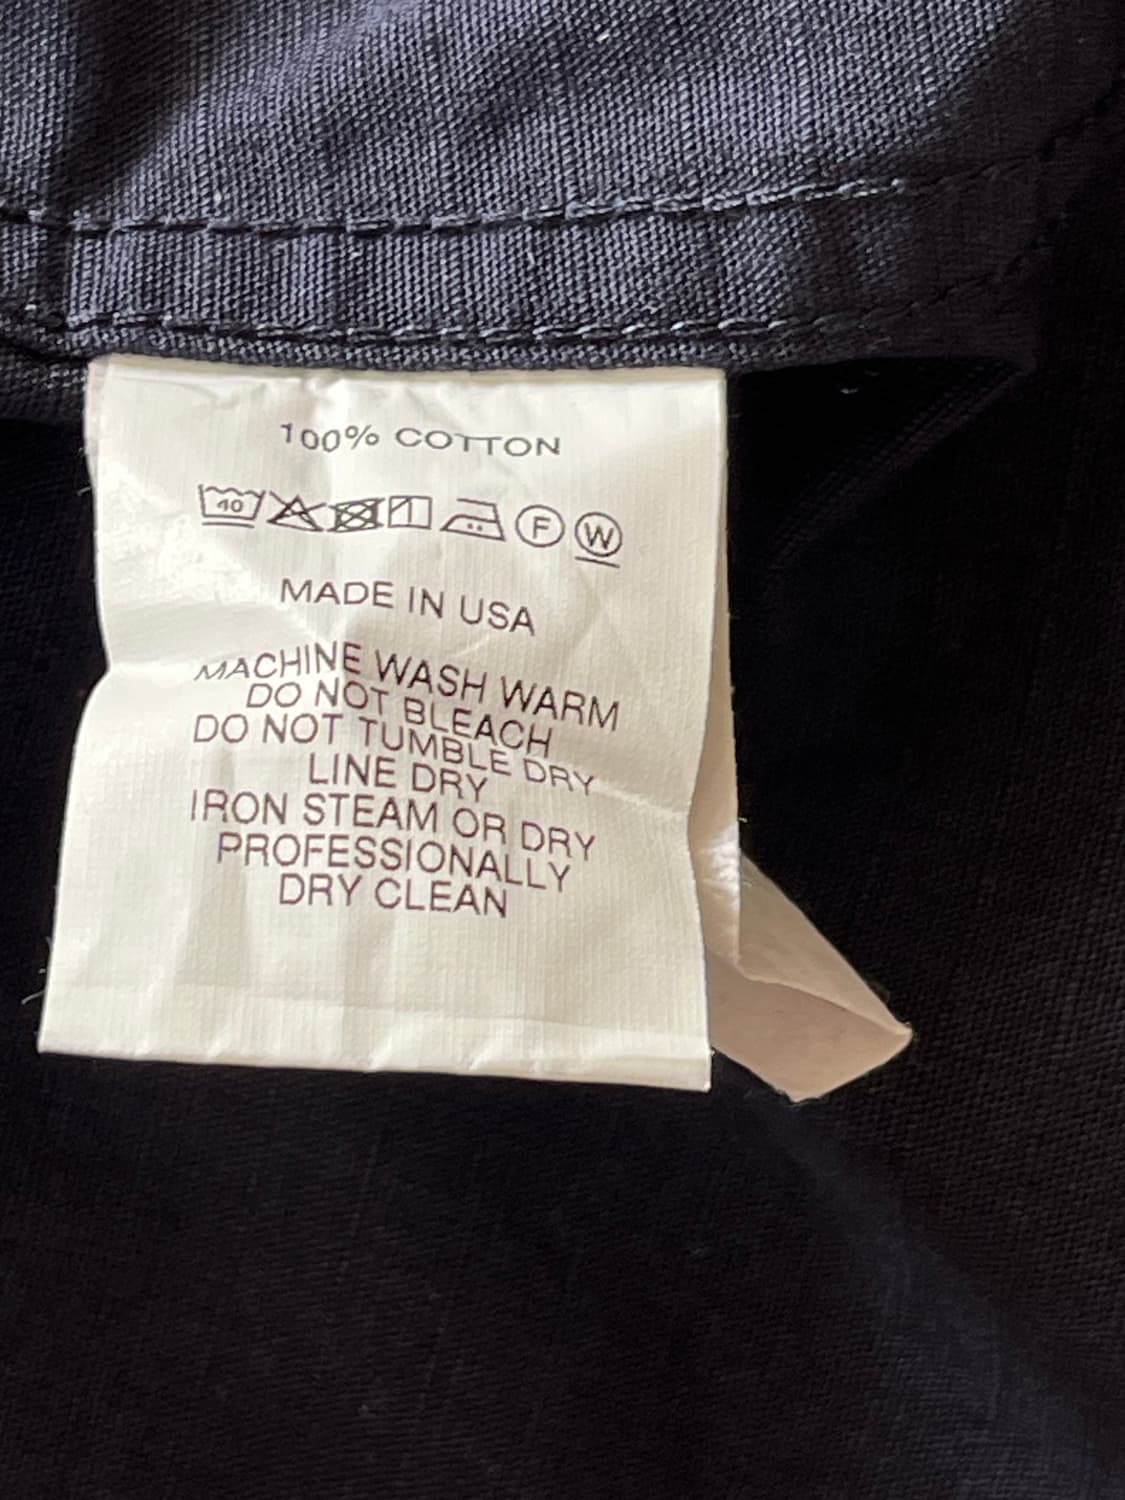 100% COTTON
40 F W
MADE IN USA
MACHINE WASH WARM
DO NOT BLEACH
DO NOT TUMBLE DRY
LINE DRY
IRON STEAM OR DRY
PROFESSIONALLY
DRY CLEAN